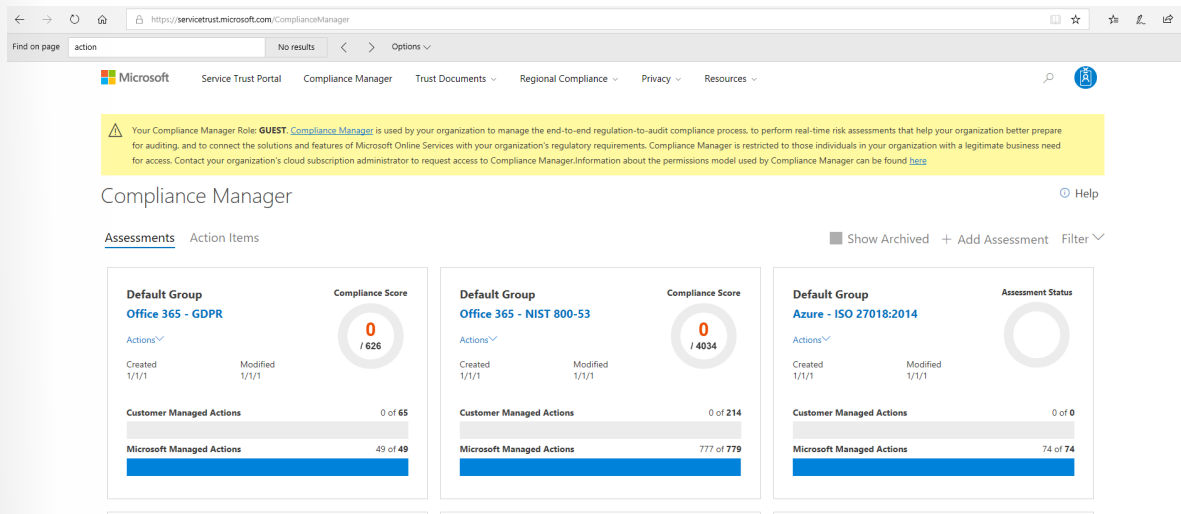 https://servicetrust.microsoft.com/ComplianceManager
Find on page action No results Options
Microsoft Service Trust Portal Compliance Manager Trust Documents Regional Compliance Privacy Resources
Your Compliance Manager Role: GUEST. Compliance Manager is used by your organization to manage the end-to-end regulation-to-audit compliance process, to perform real-time risk assessments that help your organization better prepare
for auditing, and to connect the solutions and features of Microsoft Online Services with your organization's regulatory requirements. Compliance Manager is restricted to those individuals in your organization with a legitimate business need
for access. Contact your organization's cloud subscription administrator to request access to Compliance Manager.Information about the permissions model used by Compliance Manager can be found here
Compliance Manager Help
Assessments Action Items Show Archived + Add Assessment Filter
Default Group Compliance Score
Office 365 - GDPR
0
/ 626
Actions
Created Modified
1/1/1 1/1/1
Customer Managed Actions 0 of 65
Microsoft Managed Actions 49 of 49
Default Group Compliance Score
Office 365 - NIST 800-53
0
/ 4034
Actions
Created Modified
1/1/1 1/1/1
Customer Managed Actions 0 of 214
Microsoft Managed Actions 777 of 779
Default Group Assessment Status
Azure - ISO 27018:2014
Actions
Created Modified
1/1/1 1/1/1
Customer Managed Actions 0 of 0
Microsoft Managed Actions 74 of 74